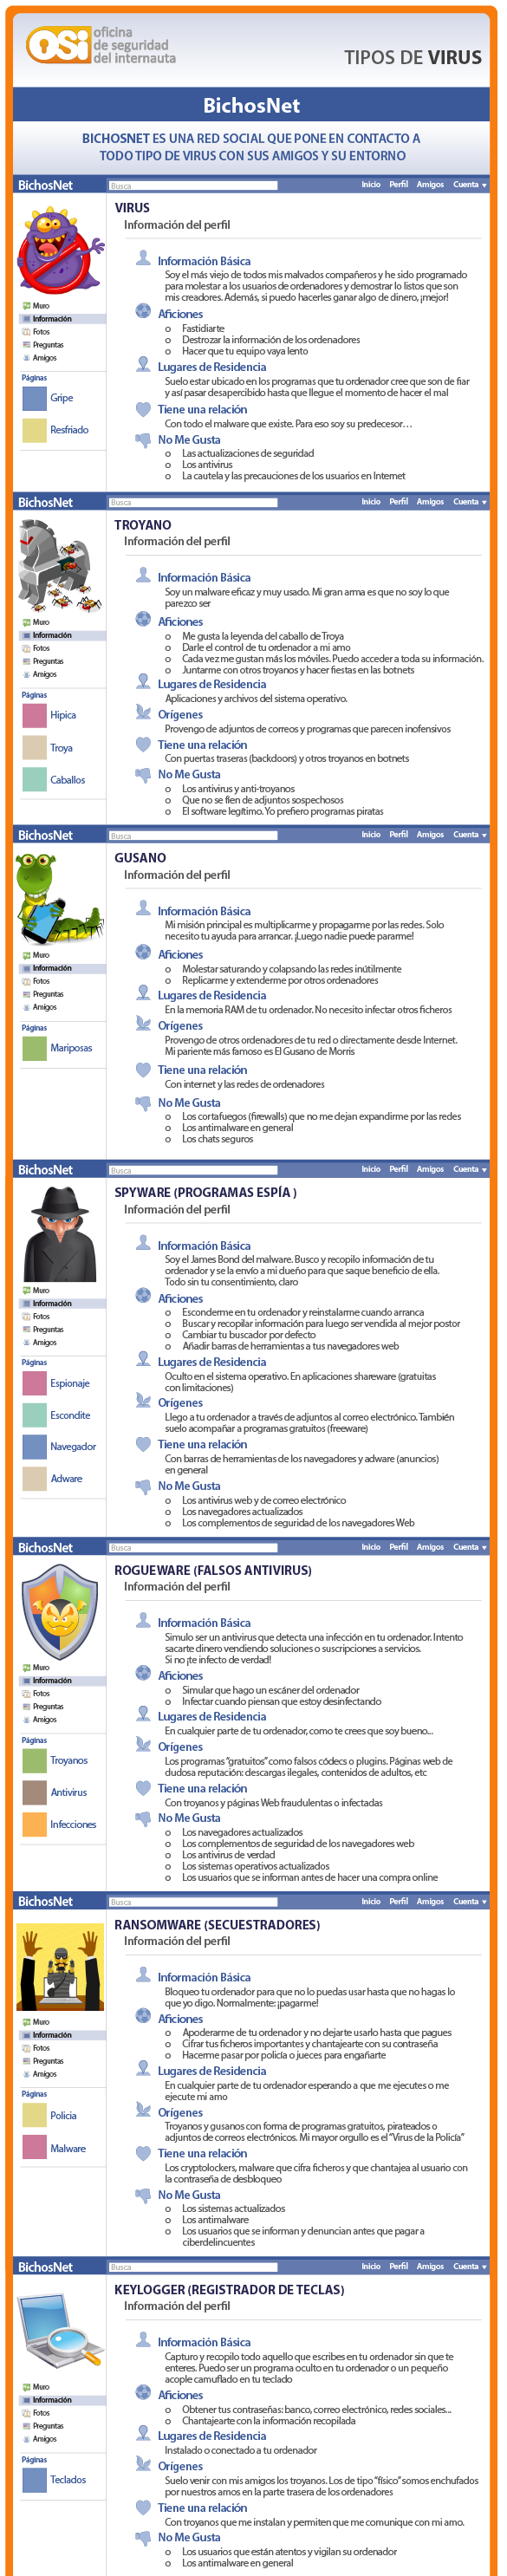 OSi oficina
de seguridad
del internauta
TIPOS DE VIRUS
BichosNet
BICHOSNET ES UNA RED SOCIAL QUE PONE EN CONTACTO A
TODO TIPO DE VIRUS CON SUS AMIGOS Y SU ENTORNO
BichosNet Busca Inicio Perfil Amigos Cuenta
VIRUS
Información del perfil
Muro
Información
Fotos
Preguntas
Amigos
Páginas
Gripe
Resfriado
Información Básica
Soy el más viejo de todos mis malvados compañeros y he sido programado
para molestar a los usuarios de ordenadores y demostrar lo listos que son
mis creadores. Además, si puedo hacerles ganar algo de dinero, ¡mejor!
Aficiones
o Fastidiarte
o Destrozar la información de los ordenadores
o Hacer que tu equipo vaya lento
Lugares de Residencia
Suelo estar ubicado en los programas que tu ordenador cree que son de fiar
y así pasar desapercibido hasta que llegue el momento de hacer el mal
Tiene una relación
Con todo el malware que existe. Para eso soy su predecesor…
No Me Gusta
o Las actualizaciones de seguridad
o Los antivirus
o La cautela y las precauciones de los usuarios en Internet
BichosNet Busca Inicio Perfil Amigos Cuenta
TROYANO
Información del perfil
Muro
Información
Fotos
Preguntas
Amigos
Páginas
Hípica
Troya
Caballos
Información Básica
Soy un malware eficaz y muy usado. Mi gran arma es que no soy lo que
parezco ser
Aficiones
o Me gusta la leyenda del caballo de Troya
o Darle el control de tu ordenador a mi amo
o Cada vez me gustan más los móviles. Puedo acceder a toda su información.
o Juntarme con otros troyanos y hacer fiestas en las botnets
Lugares de Residencia
Aplicaciones y archivos del sistema operativo.
Orígenes
Provengo de adjuntos de correos y programas que parecen inofensivos
Tiene una relación
Con puertas traseras (backdoors) y otros troyanos en botnets
No Me Gusta
o Los antivirus y anti-troyanos
o Que no se fíen de adjuntos sospechosos
o El software legítimo. Yo prefiero programas piratas
BichosNet Busca Inicio Perfil Amigos Cuenta
GUSANO
Información del perfil
Muro
Información
Fotos
Preguntas
Amigos
Páginas
Mariposas
Información Básica
Mi misión principal es multiplicarme y propagarme por las redes. Solo
necesito tu ayuda para arrancar. ¡Luego nadie puede pararme!
Aficiones
o Molestar saturando y colapsando las redes inútilmente
o Replicarme y extenderme por otros ordenadores
Lugares de Residencia
En la memoria RAM de tu ordenador. No necesito infectar otros ficheros
Orígenes
Provengo de otros ordenadores de tu red o directamente desde Internet.
Mi pariente más famoso es El Gusano de Morris
Tiene una relación
Con internet y las redes de ordenadores
No Me Gusta
o Los cortafuegos (firewalls) que no me dejan expandirme por las redes
o Los antimalware en general
o Los chats seguros
BichosNet Busca Inicio Perfil Amigos Cuenta
SPYWARE (PROGRAMAS ESPÍA )
Información del perfil
Muro
Información
Fotos
Preguntas
Amigos
Páginas
Espionaje
Escondite
Navegador
Adware
Información Básica
Soy el James Bond del malware. Busco y recopilo información de tu
ordenador y se la envío a mi dueño para que saque beneficio de ella.
Todo sin tu consentimiento, claro
Aficiones
o Esconderme en tu ordenador y reinstalarme cuando arranca
o Buscar y recopilar información para luego ser vendida al mejor postor
o Cambiar tu buscador por defecto
o Añadir barras de herramientas a tus navegadores web
Lugares de Residencia
Oculto en el sistema operativo. En aplicaciones shareware (gratuitas
con limitaciones)
Orígenes
Llego a tu ordenador a través de adjuntos al correo electrónico. También
suelo acompañar a programas gratuitos (freeware)
Tiene una relación
Con barras de herramientas de los navegadores y adware (anuncios)
en general
No Me Gusta
o Los antivirus web y de correo electrónico
o Los navegadores actualizados
o Los complementos de seguridad de los navegadores Web
BichosNet Busca Inicio Perfil Amigos Cuenta
ROGUEWARE (FALSOS ANTIVIRUS)
Información del perfil
Muro
Información
Fotos
Preguntas
Amigos
Páginas
Troyanos
Antivirus
Infecciones
Información Básica
Simulo ser un antivirus que detecta una infección en tu ordenador. Intento
sacarte dinero vendiendo soluciones o suscripciones a servicios.
Si no ¡te infecto de verdad!
Aficiones
o Simular que hago un escáner del ordenador
o Infectar cuando piensan que estoy desinfectando
Lugares de Residencia
En cualquier parte de tu ordenador, como te crees que soy bueno...
Orígenes
Los programas “gratuitos” como falsos códecs o plugins. Páginas web de
dudosa reputación: descargas ilegales, contenidos de adultos, etc
Tiene una relación
Con troyanos y páginas Web fraudulentas o infectadas
No Me Gusta
o Los navegadores actualizados
o Los complementos de seguridad de los navegadores web
o Los antivirus de verdad
o Los sistemas operativos actualizados
o Los usuarios que se informan antes de hacer una compra online
BichosNet Busca Inicio Perfil Amigos Cuenta
RANSOMWARE (SECUESTRADORES)
Información del perfil
Muro
Información
Fotos
Preguntas
Amigos
Páginas
Policia
Malware
Información Básica
Bloqueo tu ordenador para que no lo puedas usar hasta que no hagas lo
que yo digo. Normalmente: ¡pagarme!
Aficiones
o Apoderarme de tu ordenador y no dejarte usarlo hasta que pagues
o Cifrar tus ficheros importantes y chantajearte con su contraseña
o Hacerme pasar por policía o jueces para engañarte
Lugares de Residencia
En cualquier parte de tu ordenador esperando a que me ejecutes o me
ejecute mi amo
Orígenes
Troyanos y gusanos con forma de programas gratuitos, pirateados o
adjuntos de correos electrónicos. Mi mayor orgullo es el “Virus de la Policía”
Tiene una relación
Los cryptolockers, malware que cifra ficheros y que chantajea al usuario con
la contraseña de desbloqueo
No Me Gusta
o Los sistemas actualizados
o Los antimalware
o Los usuarios que se informan y denuncian antes que pagar a
ciberdelincuentes
BichosNet Busca Inicio Perfil Amigos Cuenta
KEYLOGGER (REGISTRADOR DE TECLAS)
Información del perfil
Muro
Información
Fotos
Preguntas
Amigos
Páginas
Teclados
Información Básica
Capturo y recopilo todo aquello que escribes en tu ordenador sin que te
enteres. Puedo ser un programa oculto en tu ordenador o un pequeño
acople camuflado en tu teclado
Aficiones
o Obtener tus contraseñas: banco, correo electrónico, redes sociales...
o Chantajearte con la información recopilada
Lugares de Residencia
Instalado o conectado a tu ordenador
Orígenes
Suelo venir con mis amigos los troyanos. Los de tipo “físico” somos enchufados
por nuestros amos en la parte trasera de los ordenadores
Tiene una relación
Con troyanos que me instalan y permiten que me comunique con mi amo.
No Me Gusta
o Los usuarios que están atentos y vigilan su ordenador
o Los antimalware en general